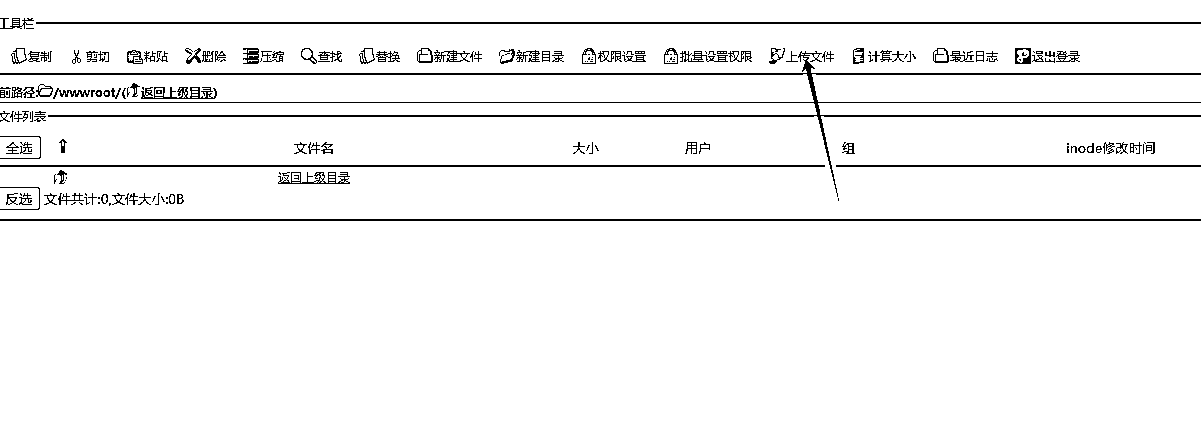 工具栏
复制 剪切 粘贴 删除 压缩 查找 替换 新建文件 新建目录 权限设置 批量设置权限 上传文件 计算大小 最近日志 退出登录
前路径:/wwwroot/(返回上级目录)
文件列表
全选 文件名 大小 用户 组 inode修改时间
返回上级目录
反选 文件共计:0,文件大小:0B